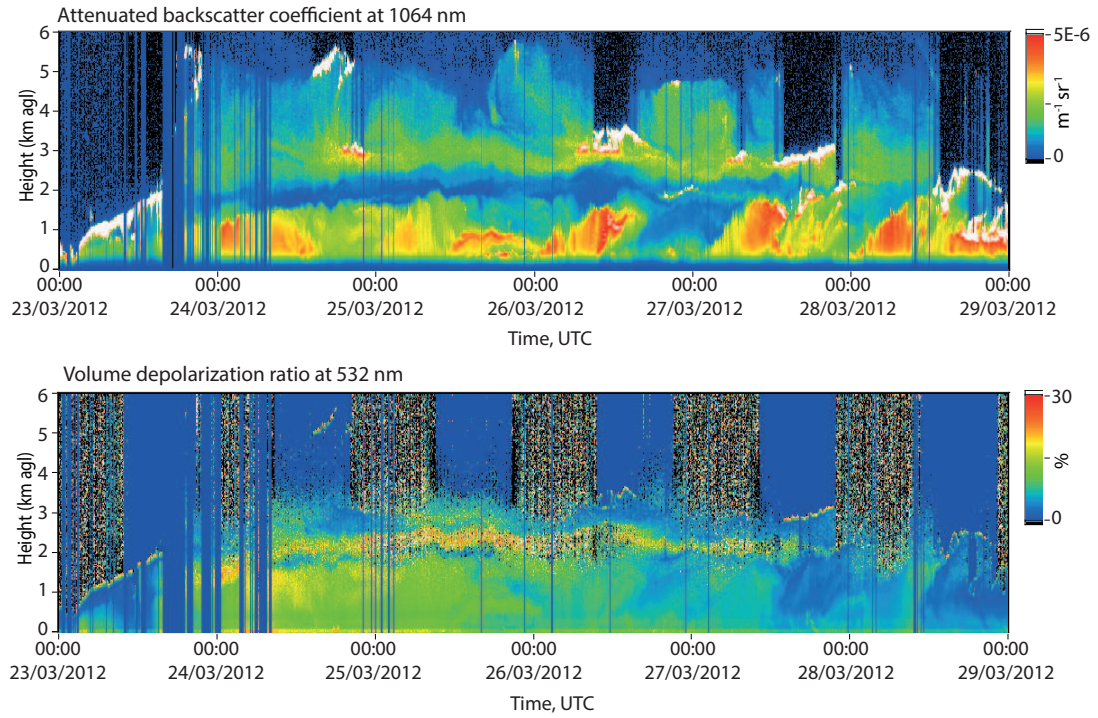 Attenuated backscatter coefficient at 1064 nm
Height (km agl)
6
5
4
3
2
1
0
5E-6
m⁻¹ sr⁻¹
0
00:00 00:00 00:00 00:00 00:00 00:00 00:00
23/03/2012 24/03/2012 25/03/2012 26/03/2012 27/03/2012 28/03/2012 29/03/2012
Time, UTC
Volume depolarization ratio at 532 nm
Height (km agl)
6
5
4
3
2
1
0
30
%
0
00:00 00:00 00:00 00:00 00:00 00:00 00:00
23/03/2012 24/03/2012 25/03/2012 26/03/2012 27/03/2012 28/03/2012 29/03/2012
Time, UTC